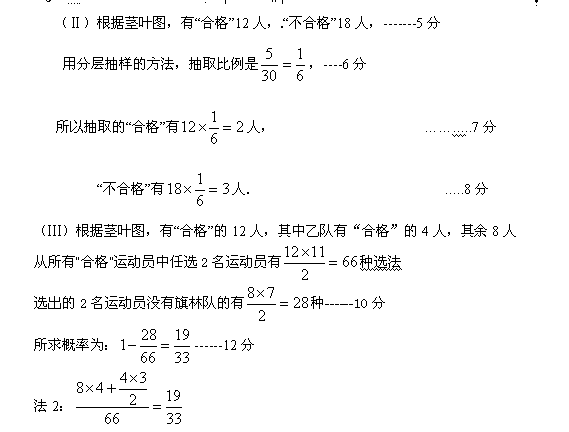 （Ⅱ）根据茎叶图，有“合格”12人，“不合格”18人，-------5分
用分层抽样的方法，抽取比例是5/30=1/6，----6分
所以抽取的“合格”有12×1/6=2人， ……….7分
“不合格”有18×1/6=3人. …..8分
（III）根据茎叶图，有“合格”的12人，其中乙队有“合格”的4人，其余8人
从所有"合格"运动员中任选2名运动员有(12×11)/2=66种选法
选出的2名运动员没有旗林队的有(8×7)/2=28种------10分
所求概率为：1-28/66=19/33 ------12分
法2：(8×4+(4×3)/2)/66=19/33